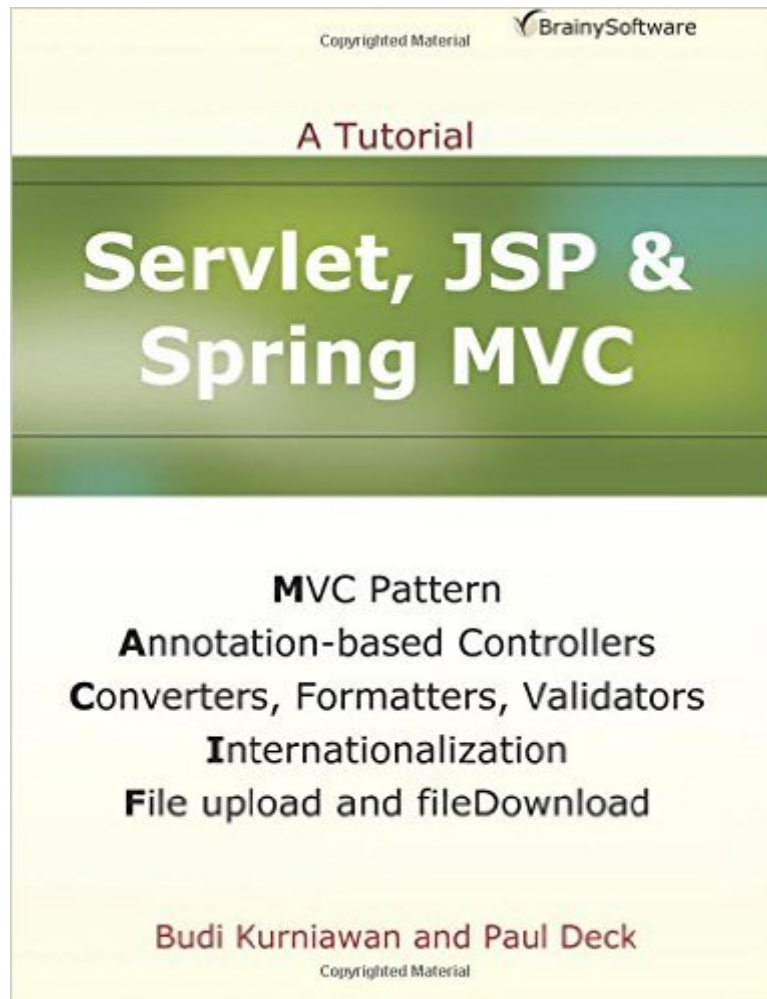 Copyrighted Material
BrainySoftware
A Tutorial
Servlet, JSP &
Spring MVC
MVC Pattern
Annotation-based Controllers
Converters, Formatters, Validators
Internationalization
File upload and fileDownload
Budi Kurniawan and Paul Deck
Copyrighted Material